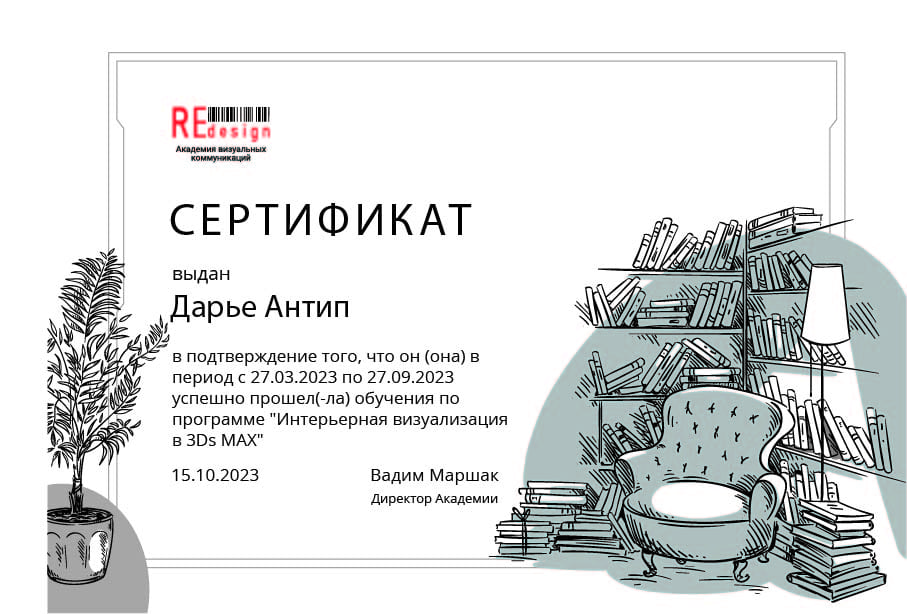 REdesign
Академия визуальных
коммуникаций
СЕРТИФИКАТ
выдан
Дарье Антип
в подтверждение того, что он (она) в
период с 27.03.2023 по 27.09.2023
успешно прошел(-ла) обучения по
программе "Интерьерная визуализация
в 3Ds MAX"
15.10.2023 Вадим Маршак
Директор Академии